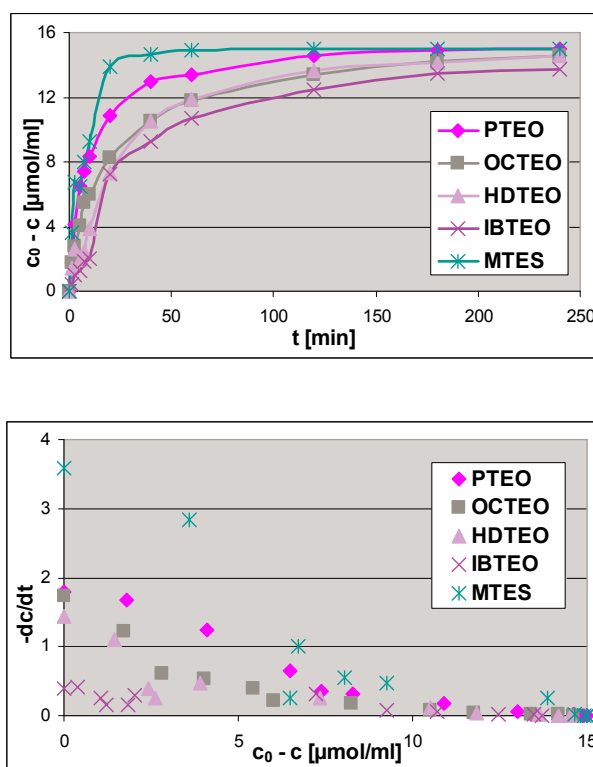 16
12
8
4
0
c₀ - c [µmol/ml]
PTEO
OCTEO
HDTEO
IBTEO
MTES
0 50 100 150 200 250
t [min]
4
3
2
1
0
-dc/dt
PTEO
OCTEO
HDTEO
IBTEO
MTES
0 5 10 15
c₀ - c [µmol/ml]